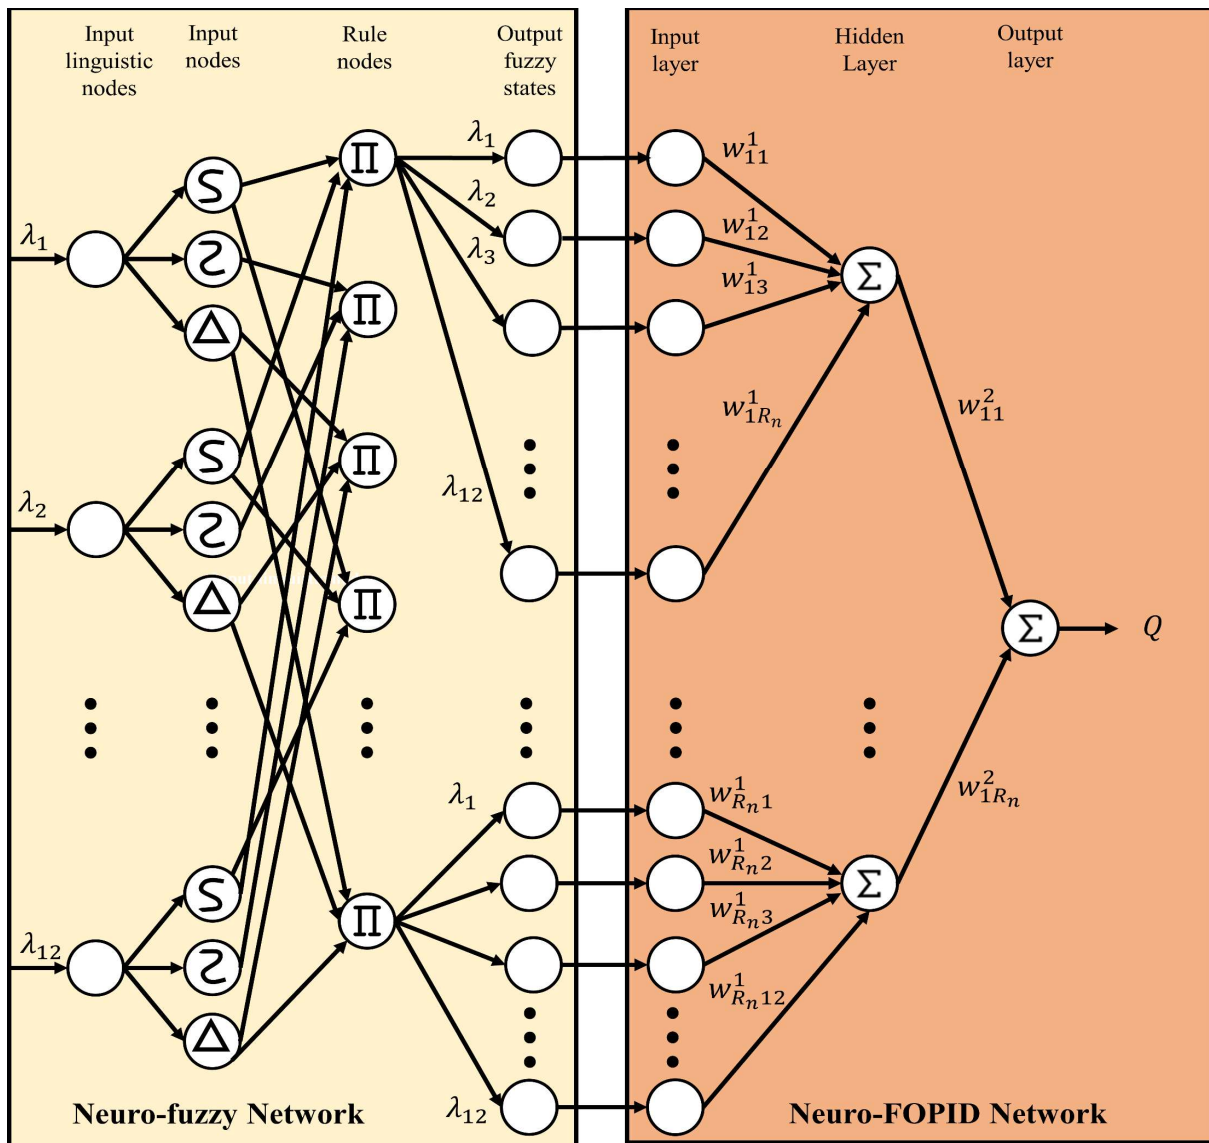 Input
linguistic
nodes
Input
nodes
Rule
nodes
Output
fuzzy
states
Input
layer
Hidden
Layer
Output
layer
λ₁
λ₂
λ₁₂
Π
Π
Π
Π
Π
λ₁
λ₂
λ₃
λ₁₂
λ₁
λ₁₂
w¹₁₁
w¹₁₂
w¹₁₃
w¹₁Rₙ
w¹Rₙ₁
w¹Rₙ₂
w¹Rₙ₃
w¹Rₙ₁₂
Σ
Σ
w²₁₁
w²₁Rₙ
Σ
Q
Neuro-fuzzy Network
Neuro-FOPID Network